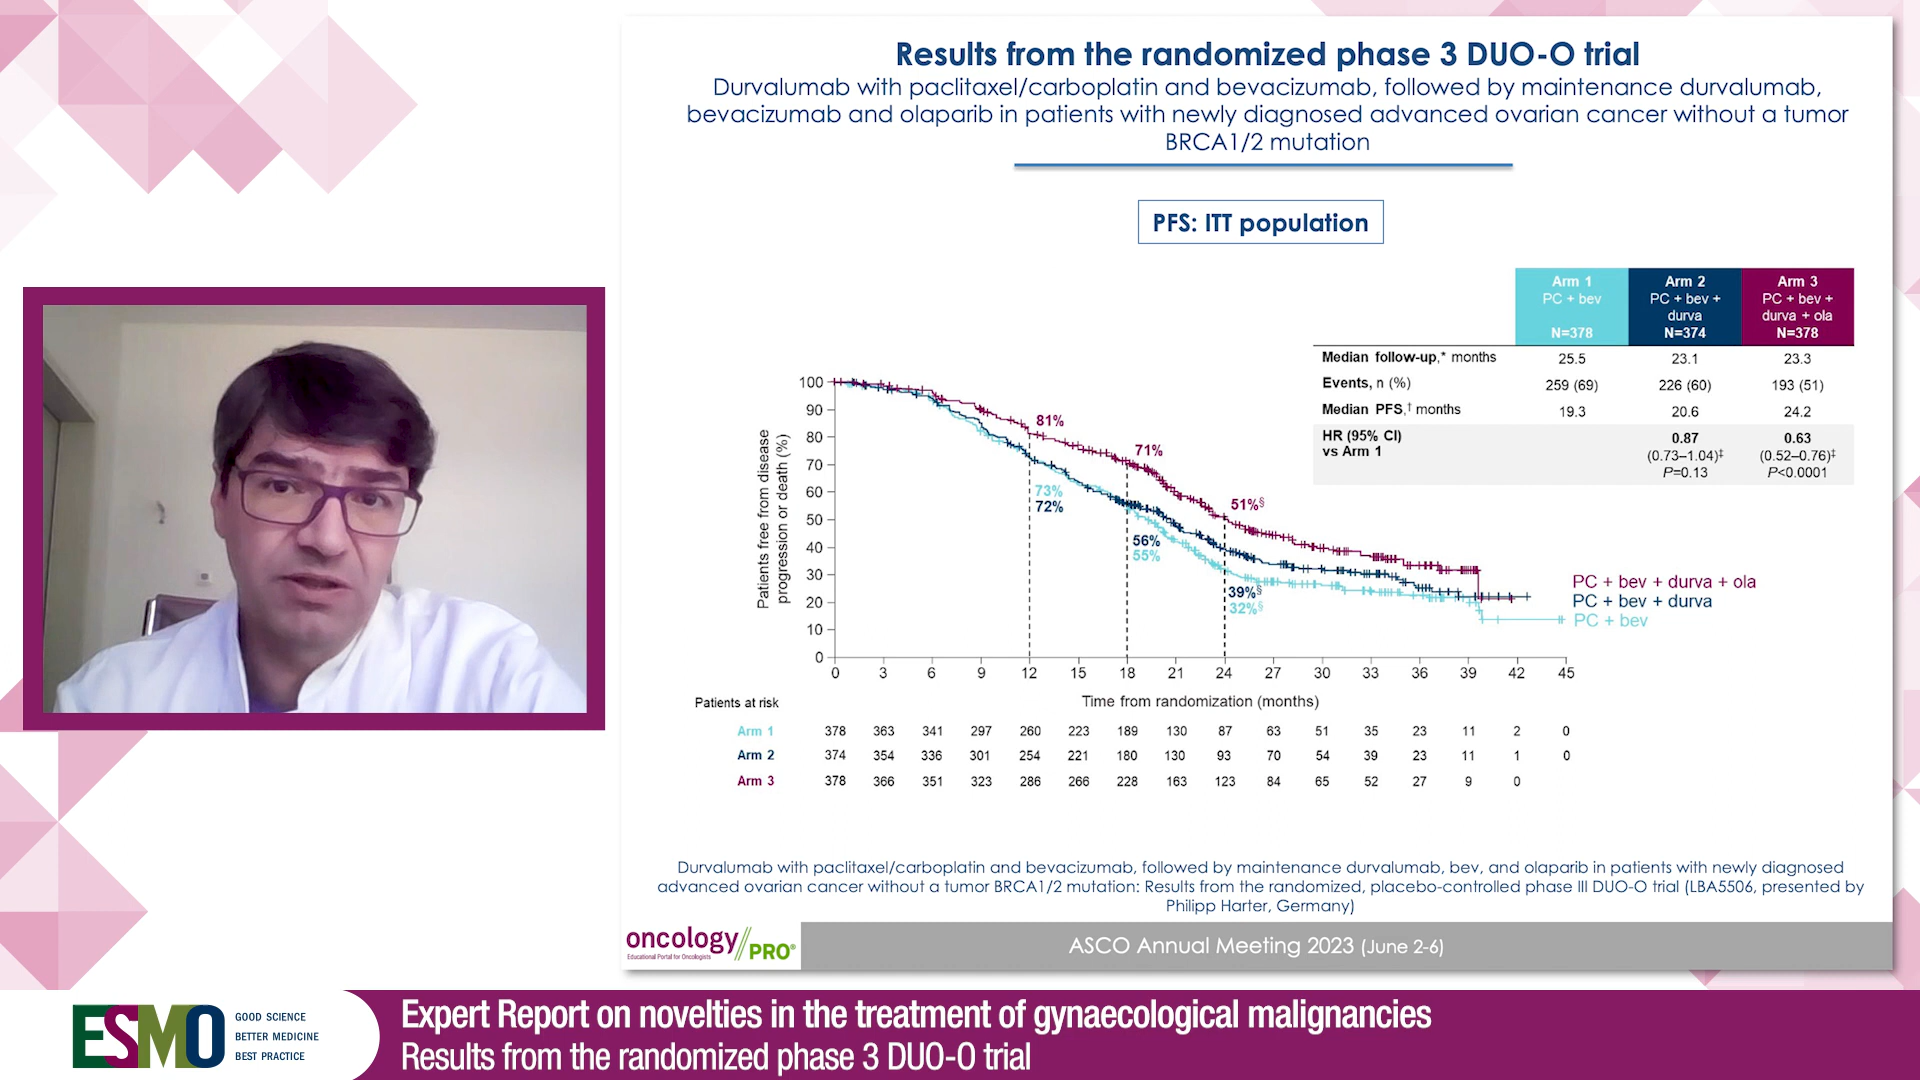 Results from the randomized phase 3 DUO-O trial
Durvalumab with paclitaxel/carboplatin and bevacizumab, followed by maintenance durvalumab,
bevacizumab and olaparib in patients with newly diagnosed advanced ovarian cancer without a tumor
BRCA1/2 mutation
PFS: ITT population
Arm 1 Arm 2 Arm 3
PC + bev PC + bev + PC + bev +
durva durva + ola
N=378 N=374 N=378
Median follow-up,* months 25.5 23.1 23.3
Events, n (%) 259 (69) 226 (60) 193 (51)
Median PFS,† months 19.3 20.6 24.2
HR (95% CI) 0.87 0.63
vs Arm 1 (0.73–1.04)‡ (0.52–0.76)‡
P=0.13 P<0.0001
Patients free from disease
progression or death (%)
100
90
80
70
60
50
40
30
20
10
0
81%
71%
51%§
73%
72%
56%
55%
39%§
32%§
PC + bev + durva + ola
PC + bev + durva
PC + bev
0 3 6 9 12 15 18 21 24 27 30 33 36 39 42 45
Patients at risk
Time from randomization (months)
Arm 1 378 363 341 297 260 223 189 130 87 63 51 35 23 11 2 0
Arm 2 374 354 336 301 254 221 180 130 93 70 54 39 23 11 1 0
Arm 3 378 366 351 323 286 266 228 163 123 84 65 52 27 9 0
Durvalumab with paclitaxel/carboplatin and bevacizumab, followed by maintenance durvalumab, bev, and olaparib in patients with newly diagnosed
advanced ovarian cancer without a tumor BRCA1/2 mutation: Results from the randomized, placebo-controlled phase III DUO-O trial (LBA5506, presented by
Philipp Harter, Germany)
oncology//PRO®
Educational Portal for Oncologists
ASCO Annual Meeting 2023 (June 2-6)
ESMO
GOOD SCIENCE
BETTER MEDICINE
BEST PRACTICE
Expert Report on novelties in the treatment of gynaecological malignancies
Results from the randomized phase 3 DUO-O trial